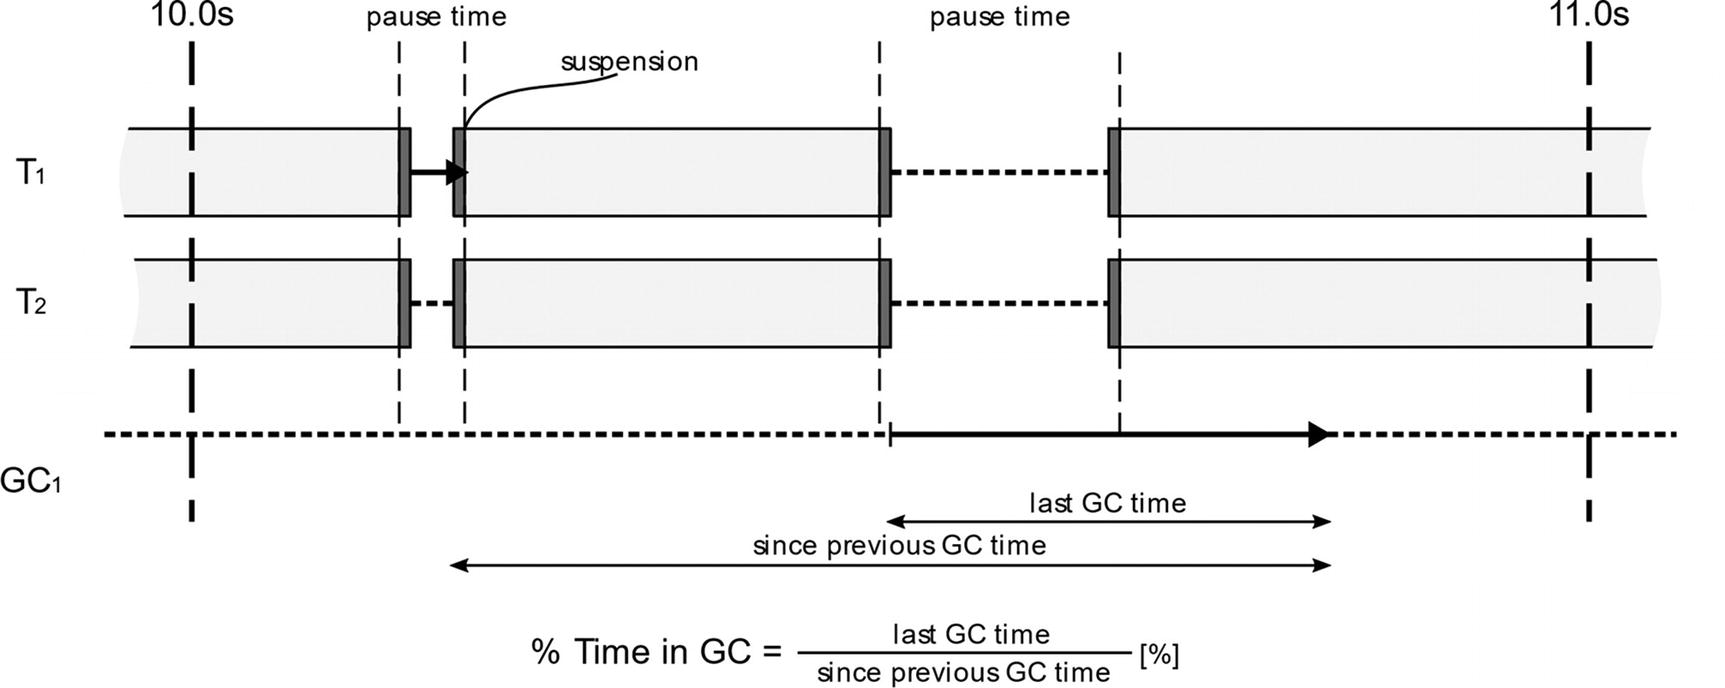 10.0s pause time pause time 11.0s
suspension
T1
T2
GC1
last GC time
since previous GC time
% Time in GC = last GC time [%]
since previous GC time